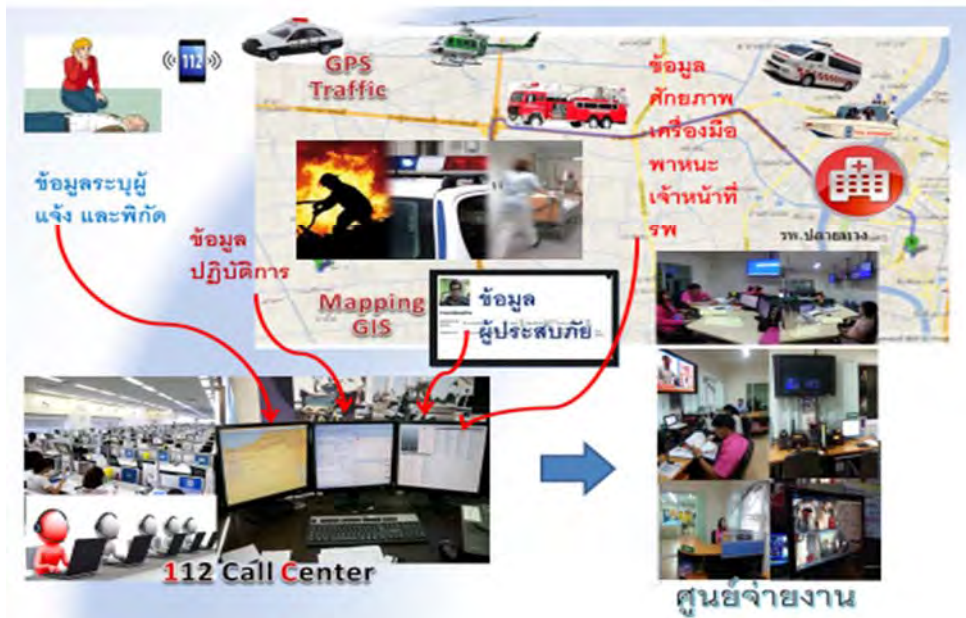 112
GPS
Traffic
ข้อมูล
ศักยภาพ
เครื่องมือ
พาหนะ
เจ้าหน้าที่
รพ
รพ.ปลายทาง
ข้อมูลระบุผู้
แจ้ง และพิกัด
ข้อมูล
ปฏิบัติการ
Mapping
GIS
ข้อมูล
ผู้ประสบภัย
112 Call Center
ศูนย์จ่ายงาน